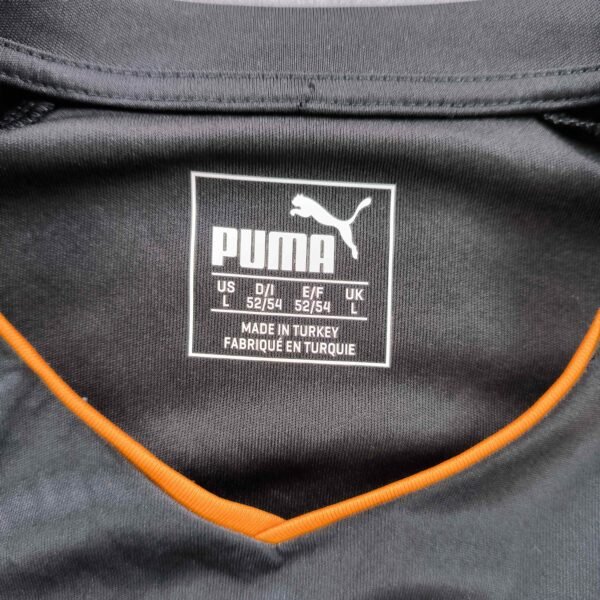 PUMA
US D/I E/F UK
L 52/54 52/54 L
MADE IN TURKEY
FABRIQUÉ EN TURQUIE